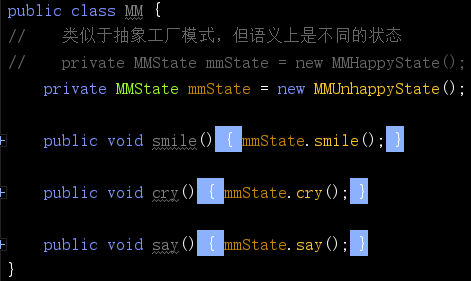 public class MM {
//    类似于抽象工厂模式，但语义上是不同的状态
//    private MMState mmState = new MMHappyState();
    private MMState mmState = new MMUnhappyState();
    public void smile() { mmState.smile(); }
    public void cry() { mmState.cry(); }
    public void say() { mmState.say(); }
}